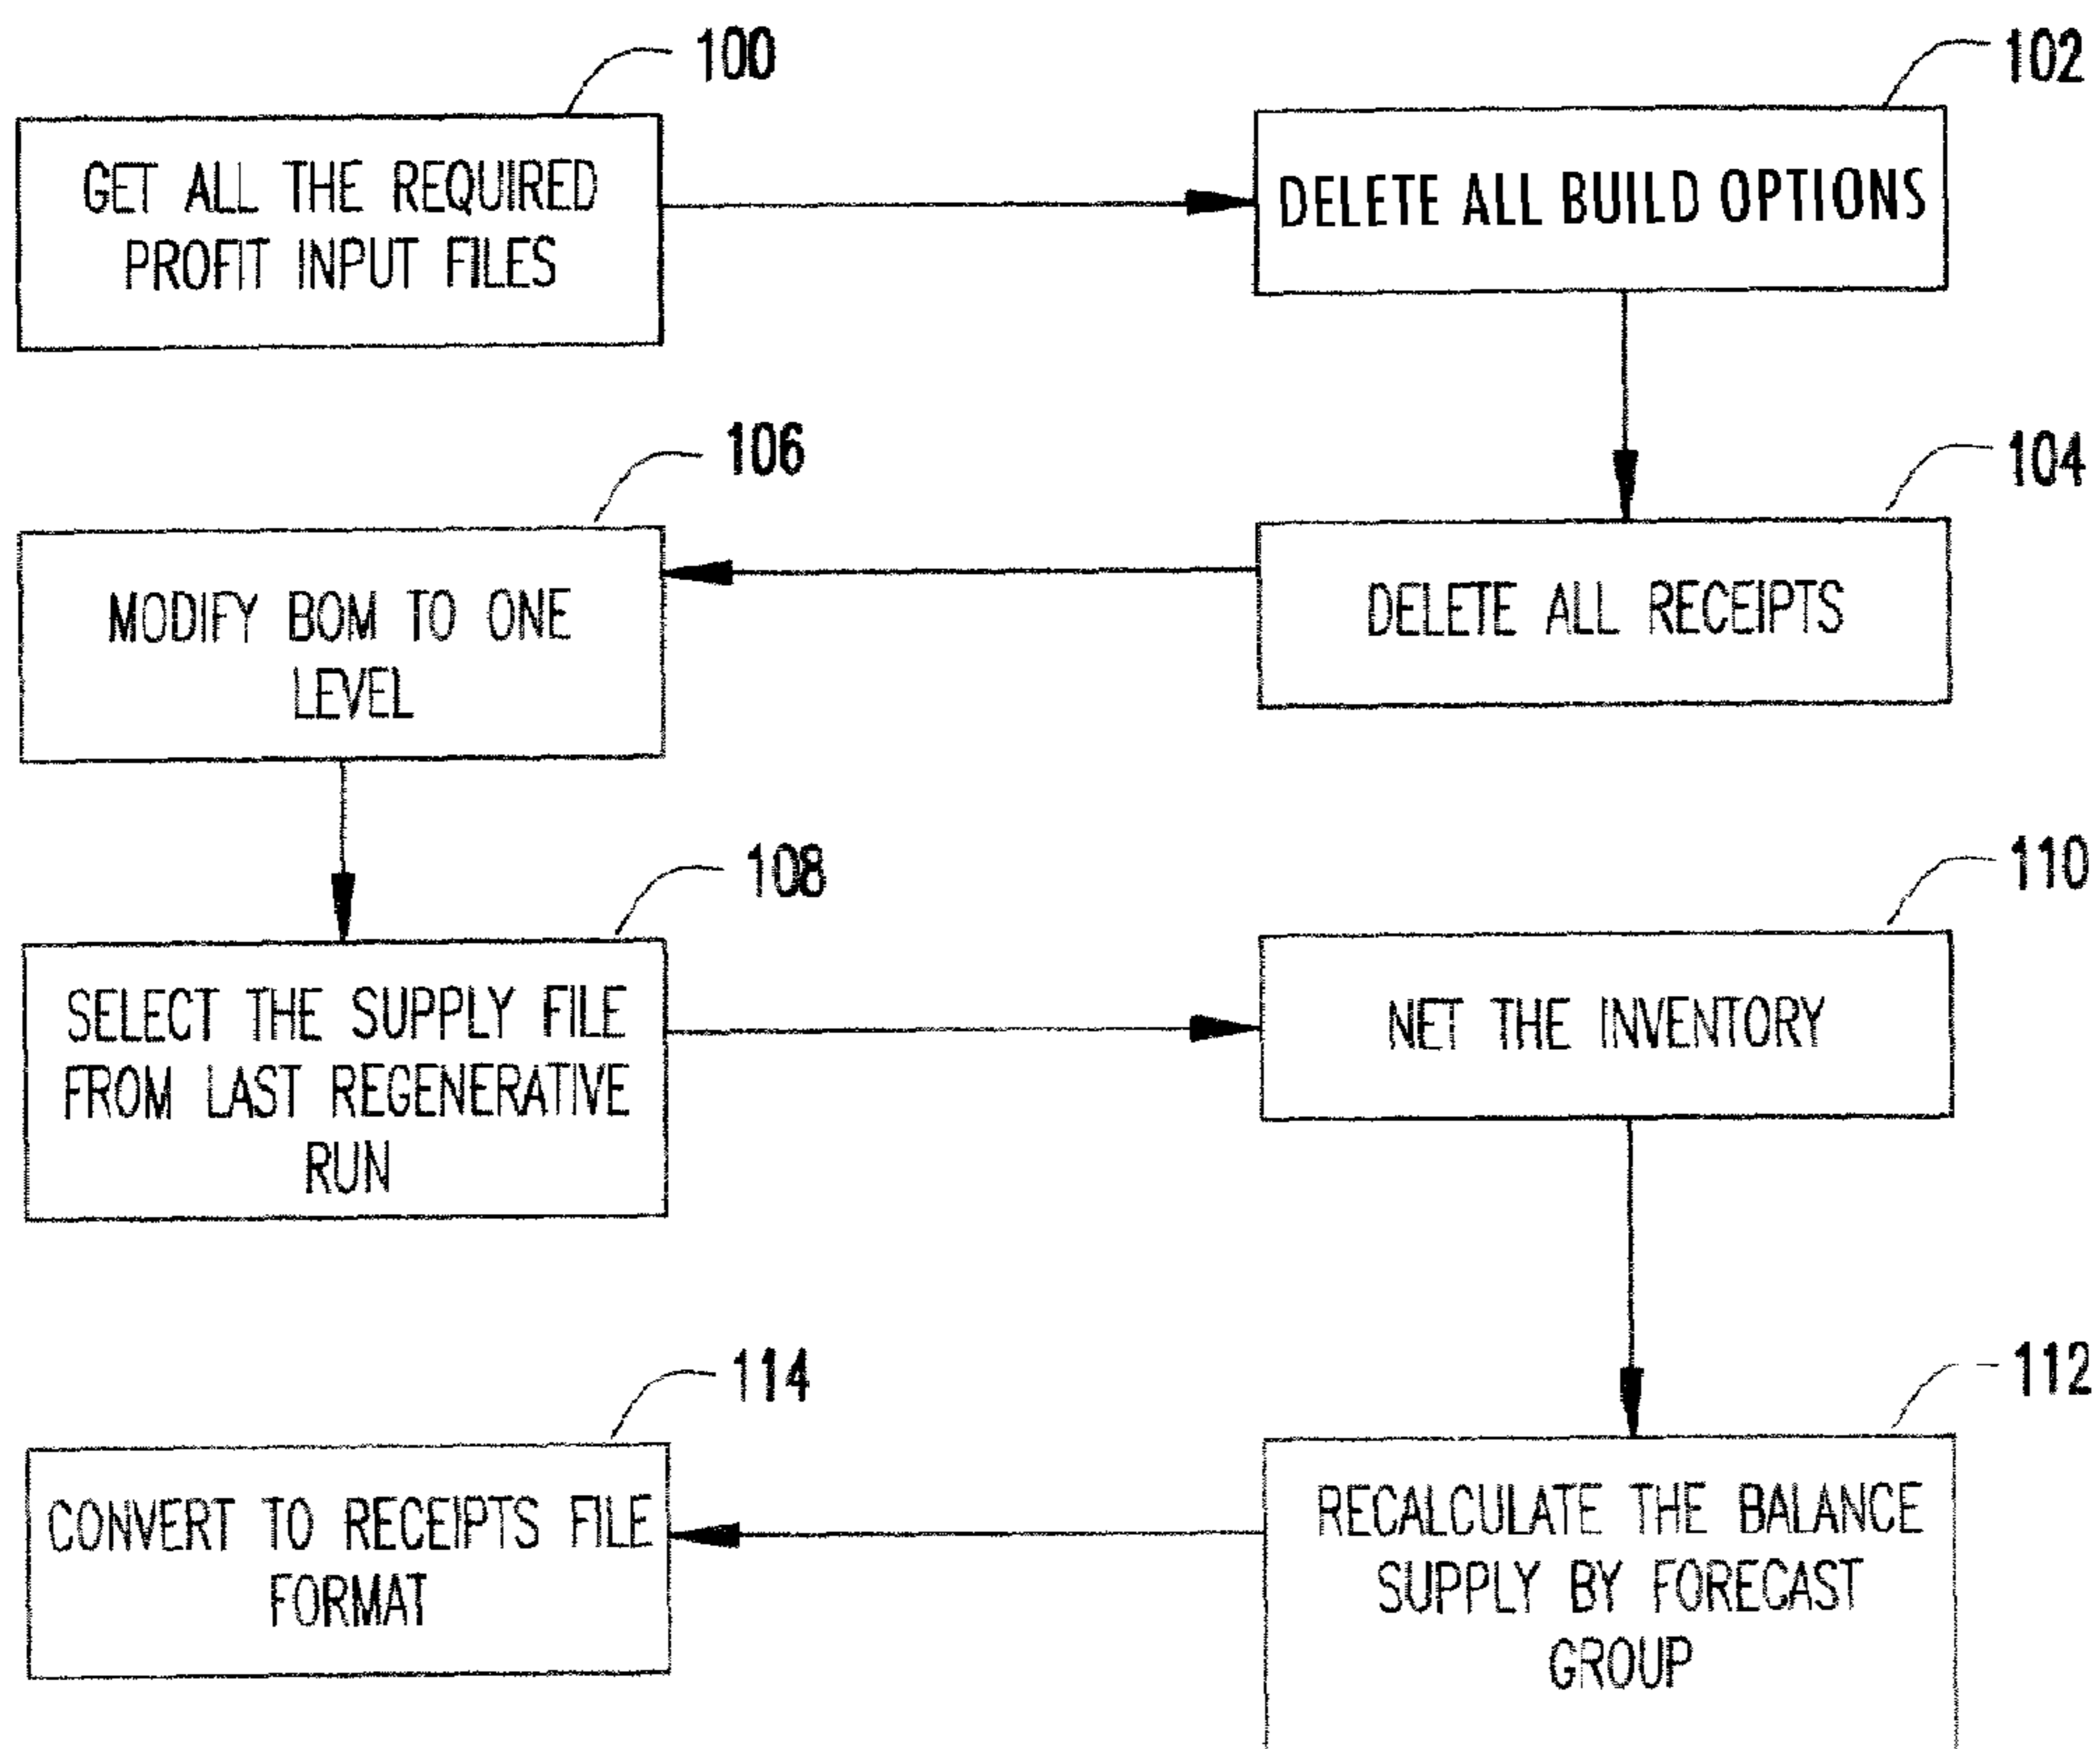 100
GET ALL THE REQUIRED
PROFIT INPUT FILES
102
DELETE ALL BUILD OPTIONS
104
DELETE ALL RECEIPTS
106
MODIFY BOM TO ONE
LEVEL
108
SELECT THE SUPPLY FILE
FROM LAST REGENERATIVE
RUN
110
NET THE INVENTORY
112
RECALCULATE THE BALANCE
SUPPLY BY FORECAST
GROUP
114
CONVERT TO RECEIPTS FILE
FORMAT